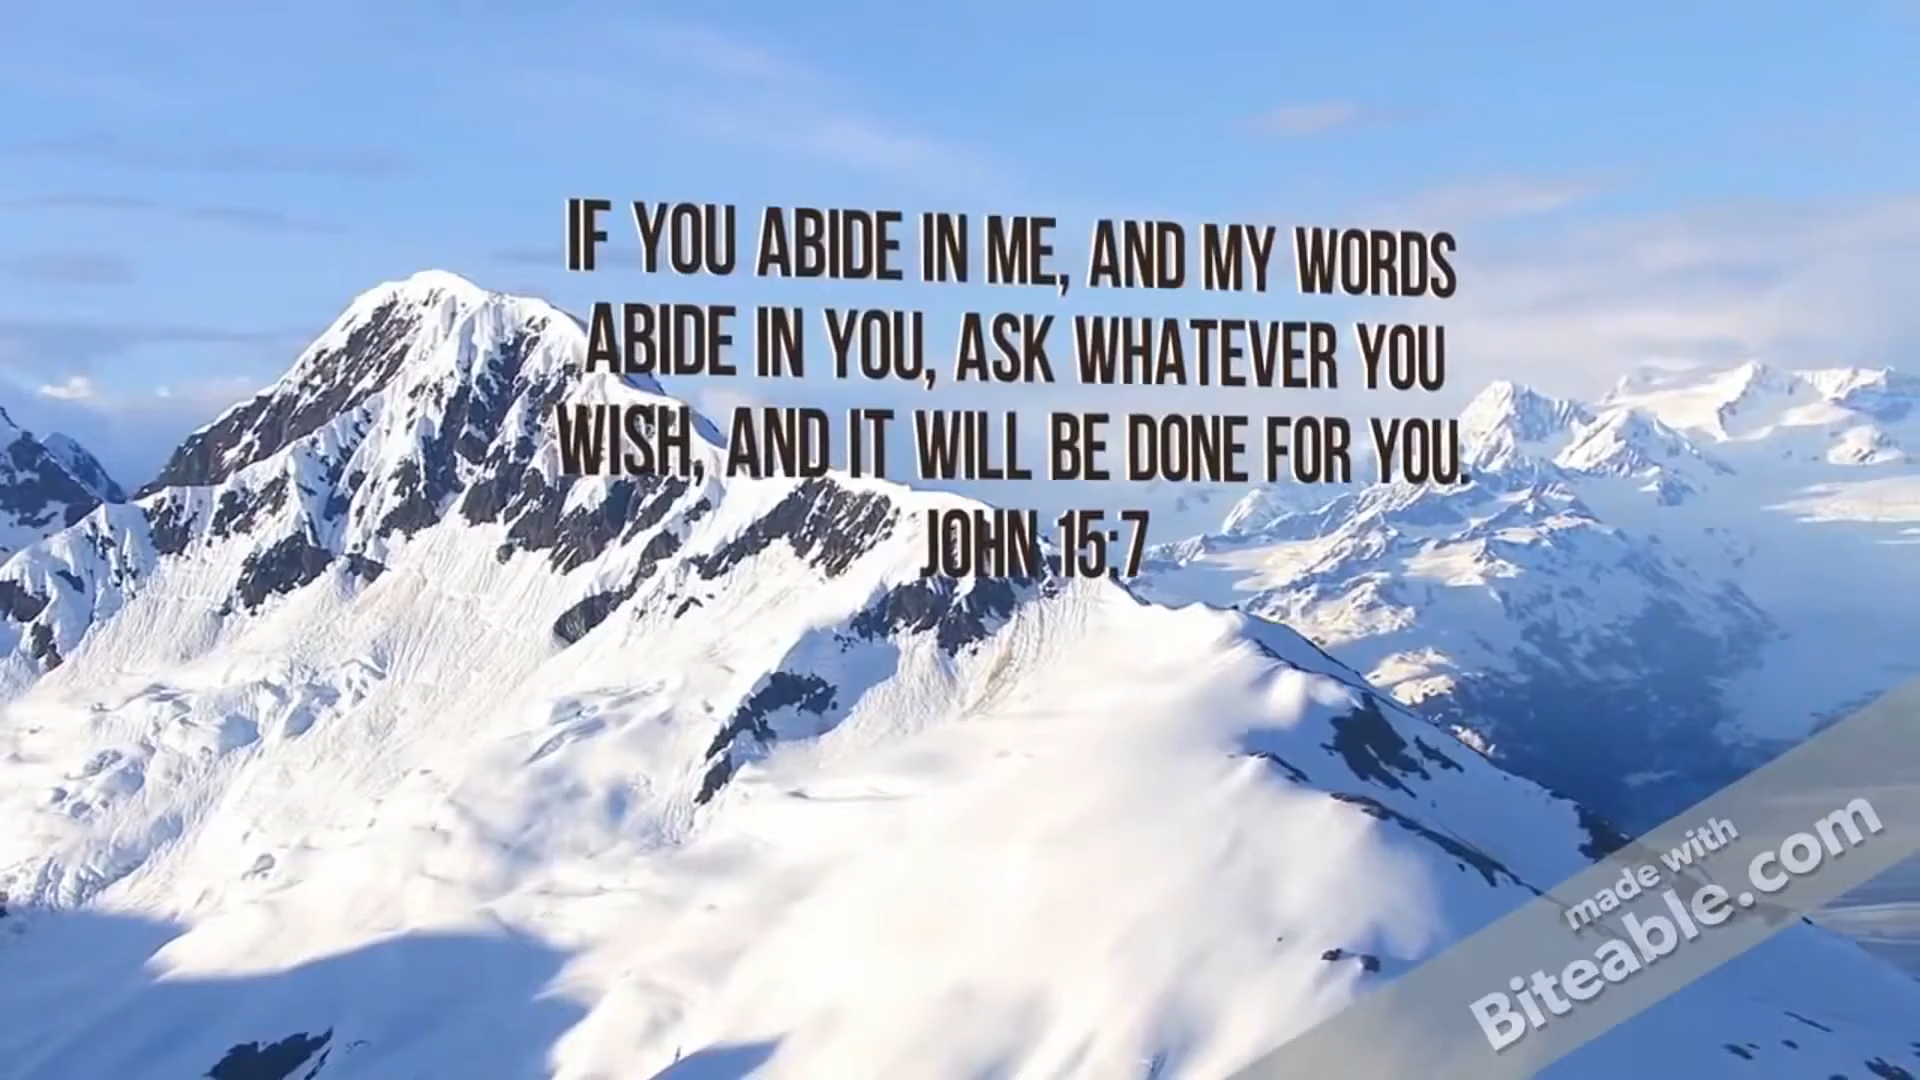 IF YOU ABIDE IN ME, AND MY WORDS
ABIDE IN YOU, ASK WHATEVER YOU
WISH, AND IT WILL BE DONE FOR YOU.
JOHN 15:7
made with
Biteable.com